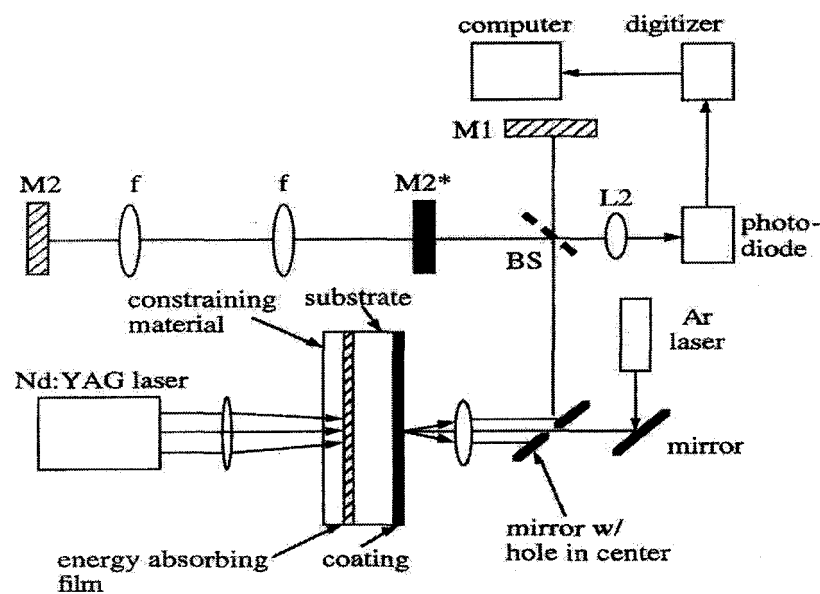 computer
digitizer
M1
M2
f
f
M2*
L2
BS
photo-
diode
constraining
material
substrate
Ar
laser
Nd:YAG laser
mirror
mirror w/
hole in center
energy absorbing
film
coating